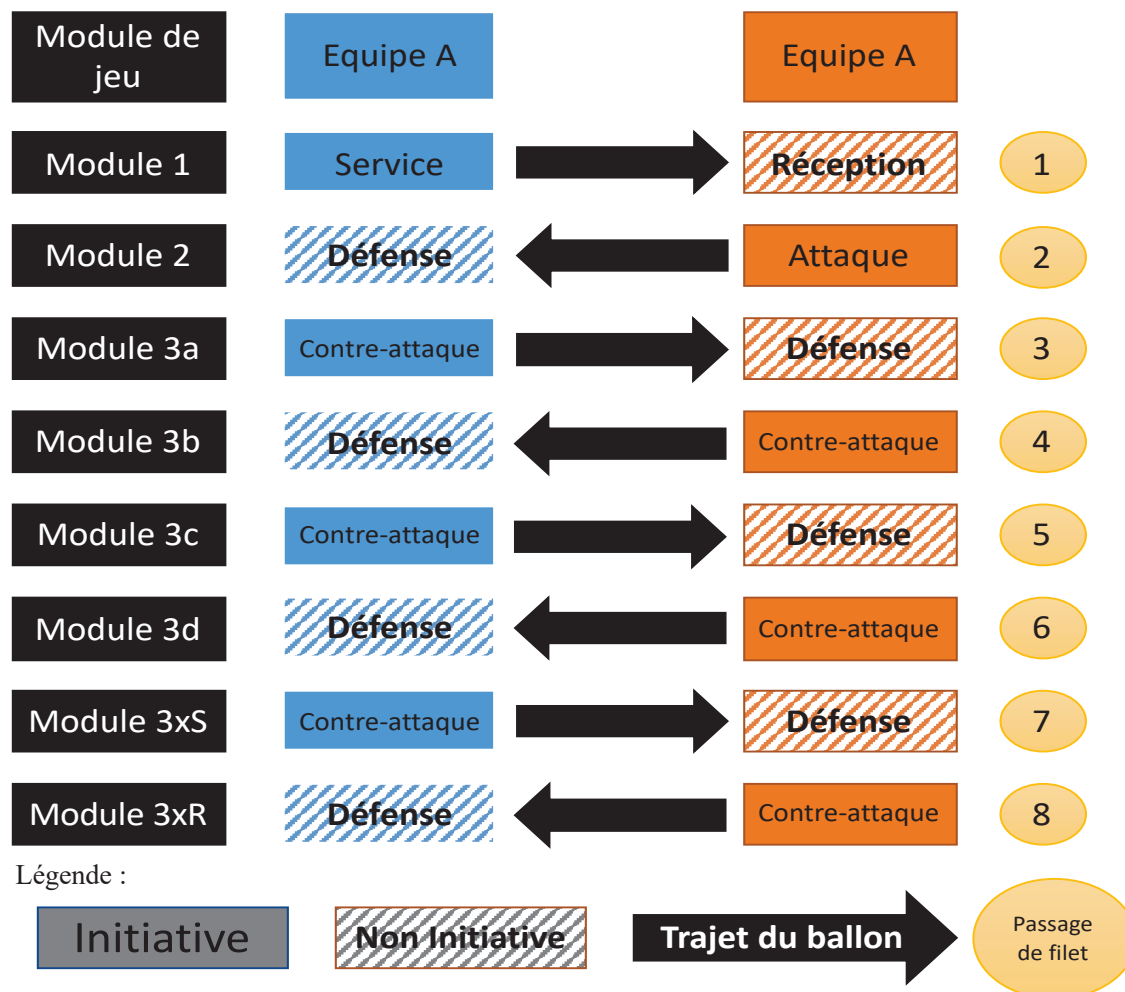 Module de
jeu
Equipe A
Equipe A
Module 1
Service
Réception
1
Module 2
Défense
Attaque
2
Module 3a
Contre-attaque
Défense
3
Module 3b
Défense
Contre-attaque
4
Module 3c
Contre-attaque
Défense
5
Module 3d
Défense
Contre-attaque
6
Module 3xS
Contre-attaque
Défense
7
Module 3xR
Défense
Contre-attaque
8
Légende :
Initiative
Non Initiative
Trajet du ballon
Passage
de filet